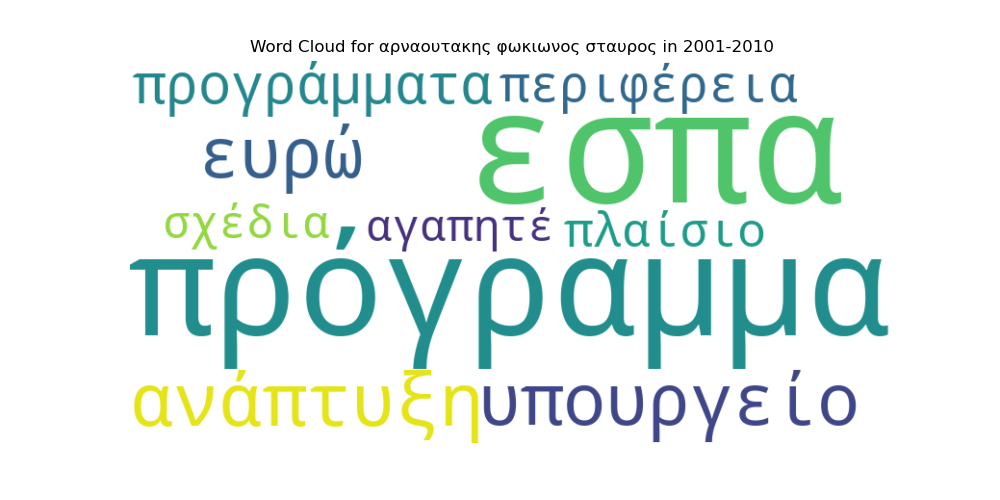 Word Cloud for αρναουτακης φωκιωνος σταυρος in 2001-2010
προγράμματα περιφέρεια
ευρώ εσπα
σχέδια αγαπητέ πλαίσιο
πρόγραμμα
ανάπτυξη υπουργείο